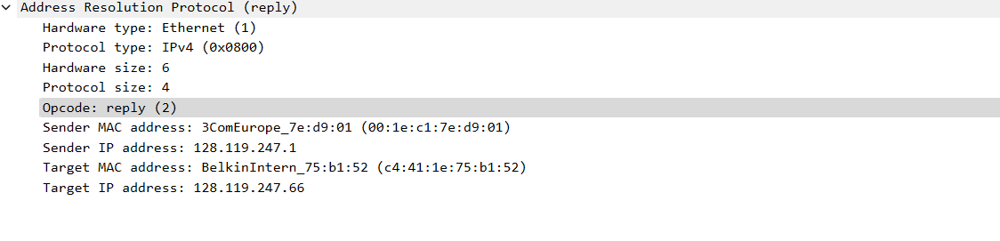 Address Resolution Protocol (reply)
Hardware type: Ethernet (1)
Protocol type: IPv4 (0x0800)
Hardware size: 6
Protocol size: 4
Opcode: reply (2)
Sender MAC address: 3ComEurope_7e:d9:01 (00:1e:c1:7e:d9:01)
Sender IP address: 128.119.247.1
Target MAC address: BelkinIntern_75:b1:52 (c4:41:1e:75:b1:52)
Target IP address: 128.119.247.66